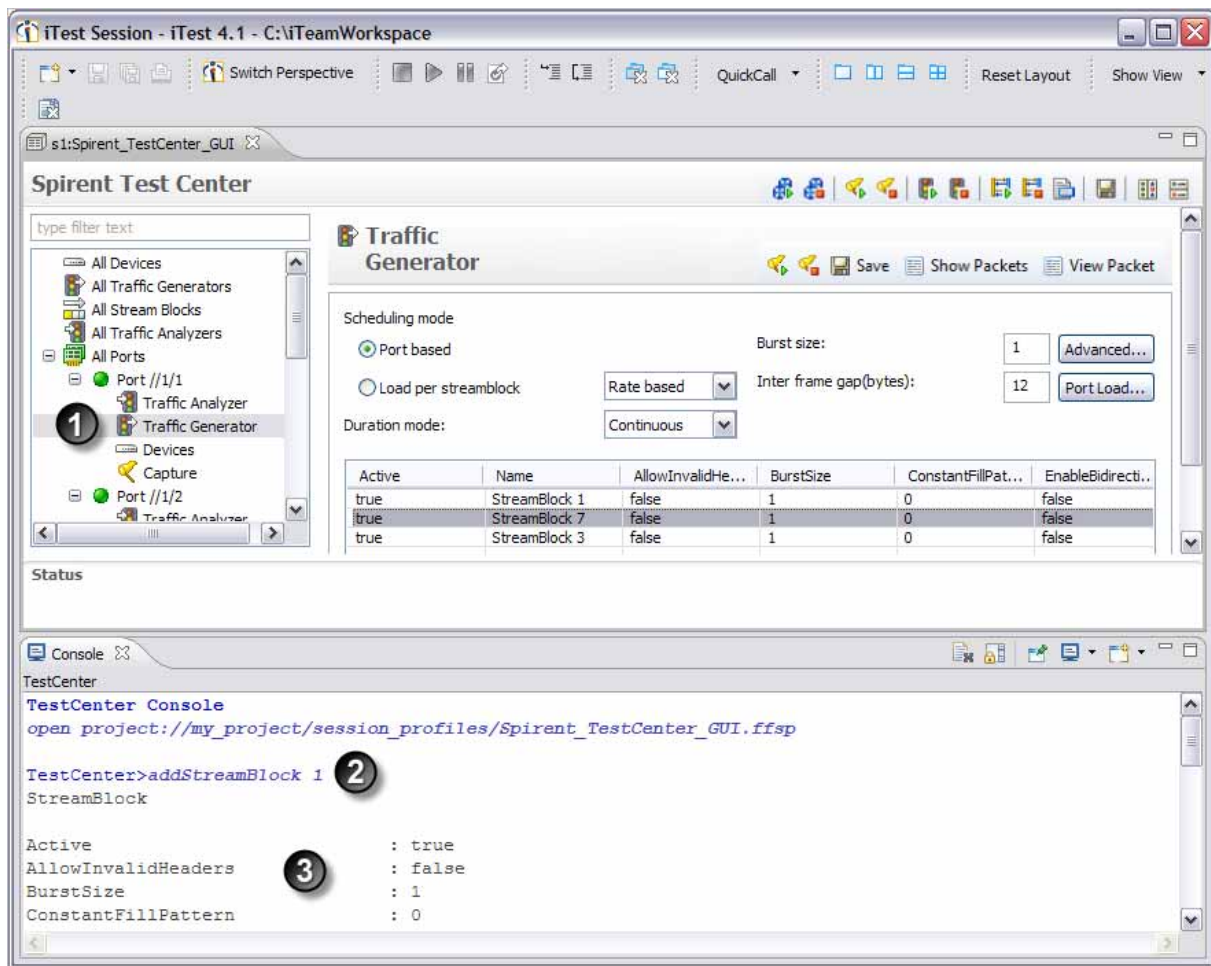 iTest Session - iTest 4.1 - C:\iTeamWorkspace
Switch Perspective
QuickCall
Reset Layout
Show View
s1:Spirent_TestCenter_GUI
Spirent Test Center
type filter text
All Devices
All Traffic Generators
All Stream Blocks
All Traffic Analyzers
All Ports
Port //1/1
Traffic Analyzer
1
Traffic Generator
Devices
Capture
Port //1/2
Traffic Analyzer
Traffic
Generator
Save
Show Packets
View Packet
Scheduling mode
Port based
Burst size:
1
Advanced...
Load per streamblock
Rate based
Inter frame gap(bytes):
12
Port Load...
Duration mode:
Continuous
Active Name AllowInvalidHe... BurstSize ConstantFillPat... EnableBidirecti..
true StreamBlock 1 false 1 0 false
true StreamBlock 7 false 1 0 false
true StreamBlock 3 false 1 0 false
Status
Console
TestCenter
TestCenter Console
open project://my_project/session_profiles/Spirent_TestCenter_GUI.ffsp
TestCenter>addStreamBlock 1
2
StreamBlock
Active : true
AllowInvalidHeaders : false
3
BurstSize : 1
ConstantFillPattern : 0